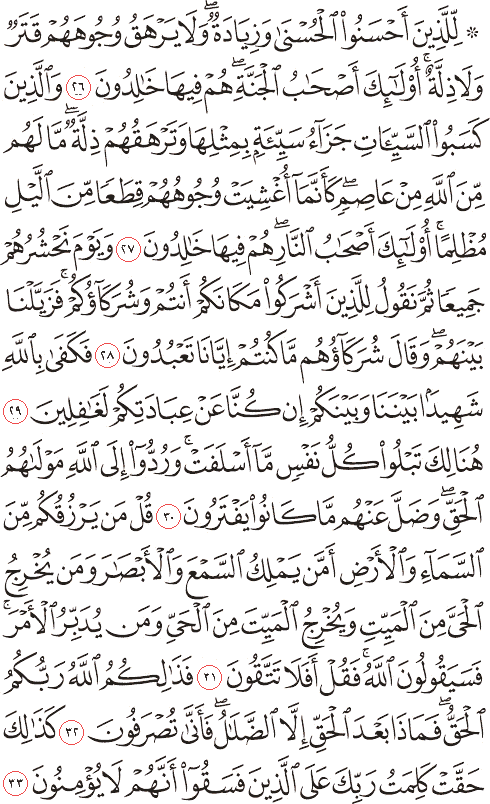 ۞ لِّلَّذِينَ أَحۡسَنُواْ ٱلۡحُسۡنَىٰ وَزِيَادَةٞۖ وَلَا يَرۡهَقُ وُجُوهَهُمۡ قَتَرٞ
وَلَا ذِلَّةٌۚ أُوْلَٰٓئِكَ أَصۡحَٰبُ ٱلۡجَنَّةِۖ هُمۡ فِيهَا خَٰلِدُونَ ٢٦ وَٱلَّذِينَ
كَسَبُواْ ٱلسَّيِّـَٔاتِ جَزَآءُ سَيِّئَةِۭ بِمِثۡلِهَا وَتَرۡهَقُهُمۡ ذِلَّةٞۖ مَّا لَهُم
مِّنَ ٱللَّهِ مِنۡ عَاصِمٖۖ كَأَنَّمَآ أُغۡشِيَتۡ وُجُوهُهُمۡ قِطَعٗا مِّنَ ٱلَّيۡلِ
مُظۡلِمًاۚ أُوْلَٰٓئِكَ أَصۡحَٰبُ ٱلنَّارِۖ هُمۡ فِيهَا خَٰلِدُونَ ٢٧ وَيَوۡمَ نَحۡشُرُهُمۡ
جَمِيعٗا ثُمَّ نَقُولُ لِلَّذِينَ أَشۡرَكُواْ مَكَانَكُمۡ أَنتُمۡ وَشُرَكَآؤُكُمۡۚ فَزَيَّلۡنَا
بَيۡنَهُمۡۖ وَقَالَ شُرَكَآؤُهُم مَّا كُنتُمۡ إِيَّانَا تَعۡبُدُونَ ٢٨ فَكَفَىٰ بِٱللَّهِ
شَهِيدَۢا بَيۡنَنَا وَبَيۡنَكُمۡ إِن كُنَّا عَنۡ عِبَادَتِكُمۡ لَغَٰفِلِينَ ٢٩
هُنَالِكَ تَبۡلُواْ كُلُّ نَفۡسٖ مَّآ أَسۡلَفَتۡۚ وَرُدُّوٓاْ إِلَى ٱللَّهِ مَوۡلَىٰهُمُ
ٱلۡحَقِّۖ وَضَلَّ عَنۡهُم مَّا كَانُواْ يَفۡتَرُونَ ٣٠ قُلۡ مَن يَرۡزُقُكُم مِّنَ
ٱلسَّمَآءِ وَٱلۡأَرۡضِ أَمَّن يَمۡلِكُ ٱلسَّمۡعَ وَٱلۡأَبۡصَٰرَ وَمَن يُخۡرِجُ
ٱلۡحَيَّ مِنَ ٱلۡمَيِّتِ وَيُخۡرِجُ ٱلۡمَيِّتَ مِنَ ٱلۡحَيِّ وَمَن يُدَبِّرُ ٱلۡأَمۡرَۚ
فَسَيَقُولُونَ ٱللَّهُۚ فَقُلۡ أَفَلَا تَتَّقُونَ ٣١ فَذَٰلِكُمُ ٱللَّهُ رَبُّكُمُ
ٱلۡحَقُّۖ فَمَاذَا بَعۡدَ ٱلۡحَقِّ إِلَّا ٱلضَّلَٰلُۖ فَأَنَّىٰ تُصۡرَفُونَ ٣٢ كَذَٰلِكَ
حَقَّتۡ كَلِمَتُ رَبِّكَ عَلَى ٱلَّذِينَ فَسَقُوٓاْ أَنَّهُمۡ لَا يُؤۡمِنُونَ ٣٣